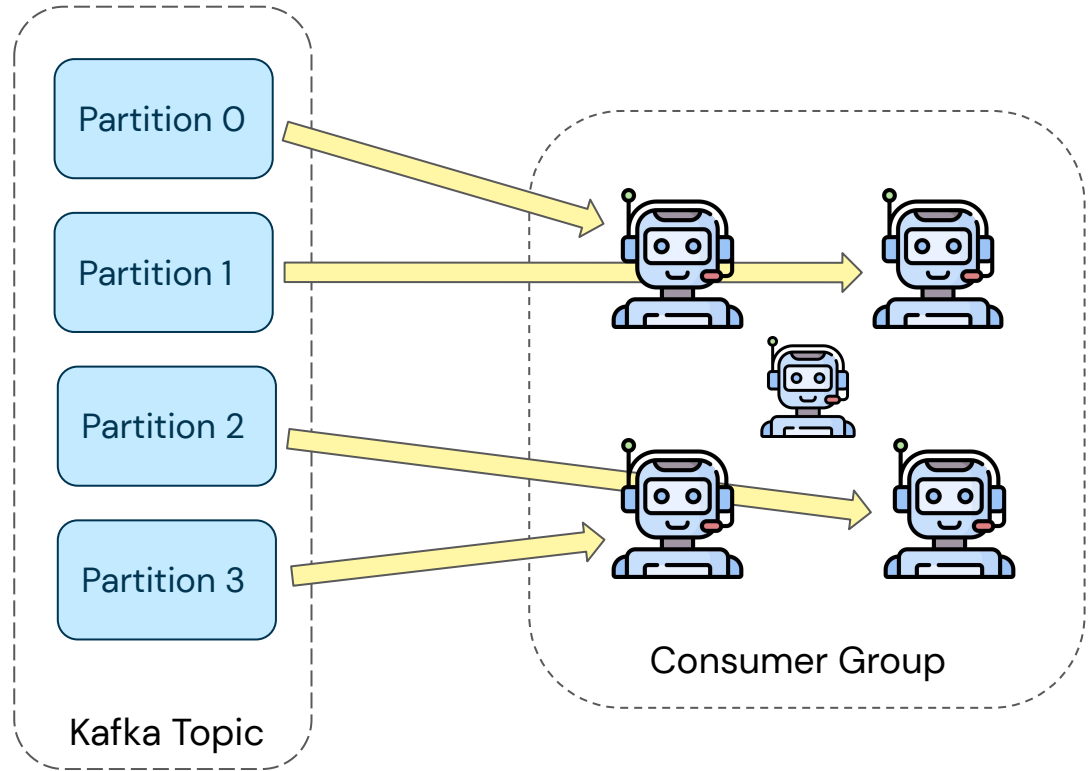 Partition 0
Partition 1
Partition 2
Partition 3
Kafka Topic
Consumer Group